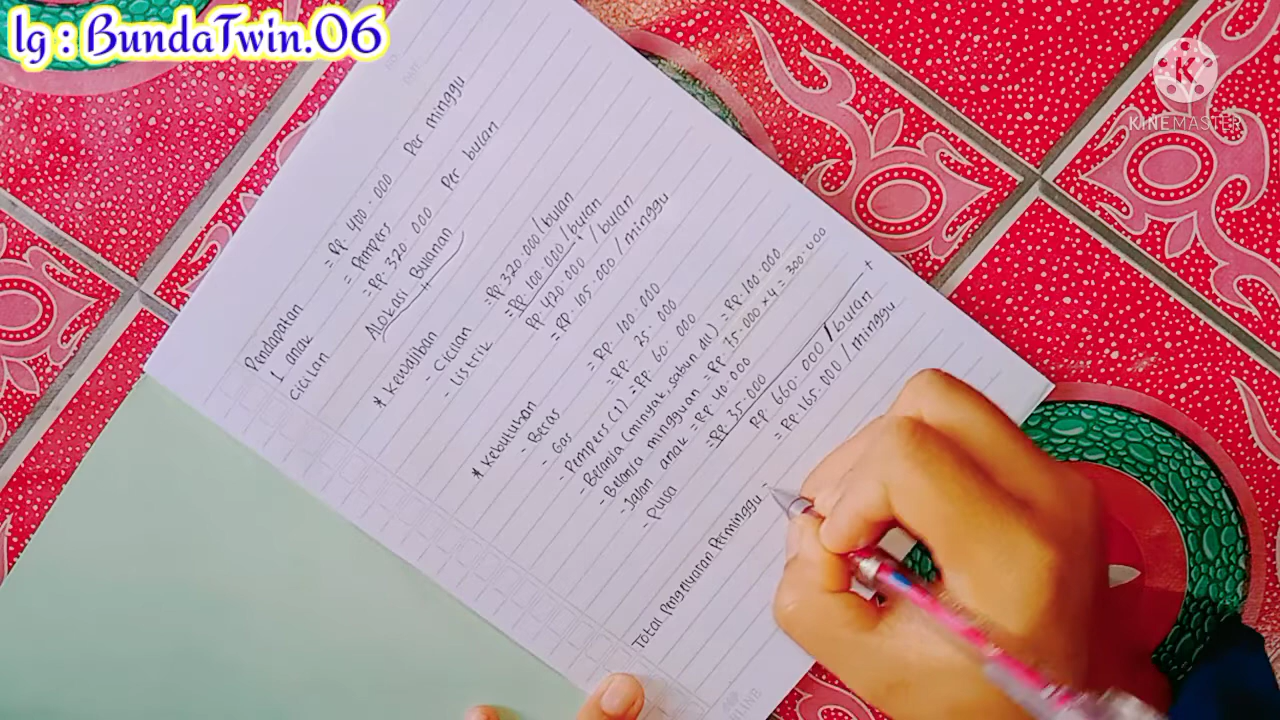 Ig : BundaTwin.06
KINEMASTER
Pendapatan = Rp. 400.000 Per minggu
1 anak = Pempers
Cicilan = Rp. 320.000 Per bulan
Alokasi Bulanan
* Kewajiban
- Cicilan = Rp. 320.000 / bulan
- Listrik = Rp. 100.000 / bulan
Rp. 420.000 / bulan
= Rp. 105.000 / minggu
* Kebutuhan
- Beras = Rp. 100.000
- Gas = Rp. 25.000
- Pempers (1) = Rp. 60.000
- Belanja (minyak, sabun dll) = Rp. 100.000
- Belanja mingguan = Rp 75.000 x 4 = 300.000
- Jalan anak = Rp 40.000
- Pulsa = Rp. 35.000 +
Rp 660.000 / bulan
= Rp. 165.000 / minggu
Total Pengeluaran Perminggu